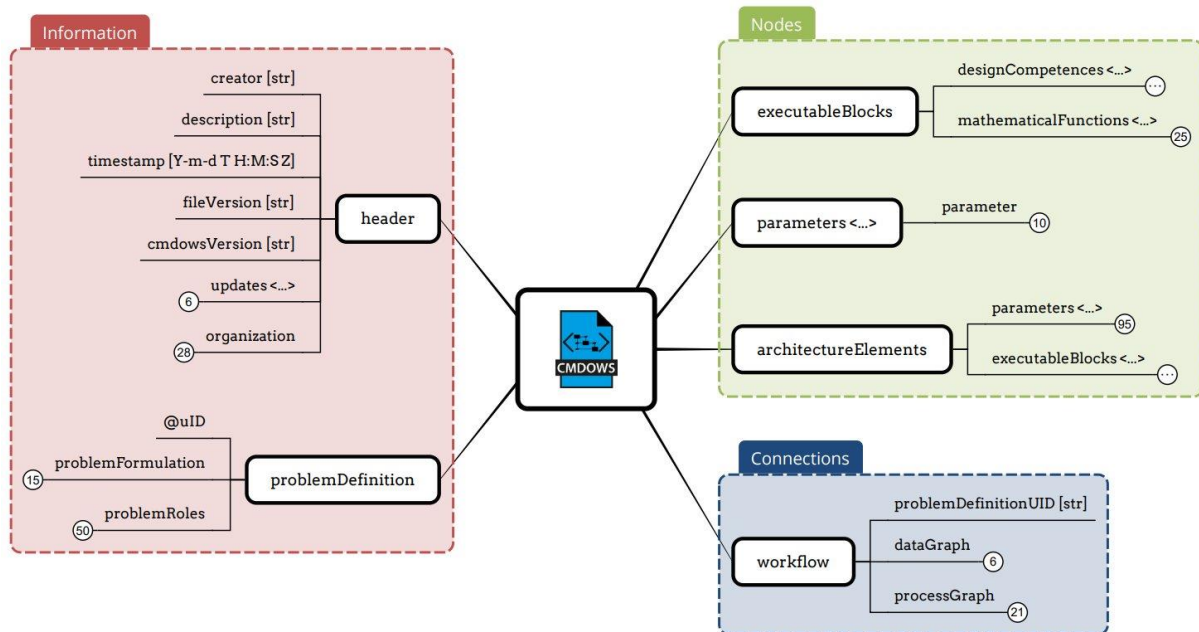 Information
creator [str]
description [str]
timestamp [Y-m-d T H:M:S Z]
fileVersion [str]
cmdowsVersion [str]
updates <...>
6
organization
28
header
@uID
problemFormulation
15
problemRoles
50
problemDefinition
CMDOWS
Nodes
executableBlocks
designCompetences <...>
...
mathematicalFunctions <...>
25
parameters <...>
parameter
10
architectureElements
parameters <...>
95
executableBlocks <...>
...
Connections
workflow
problemDefinitionUID [str]
dataGraph
6
processGraph
21